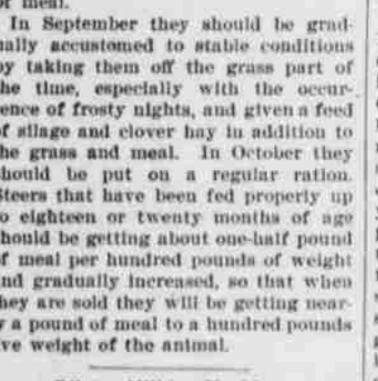 of meal.
In September they should be grad-
ually accustomed to stable conditions
by taking them off the grass part of
the time, especially with the occur-
ence of frosty nights, and given a feed
of silage and clover hay in addition to
the grass and meal. In October they
should be put on a regular ration.
Steers that have been fed properly up
to eighteen or twenty months of age
should be getting about one-half pound
of meal per hundred pounds of weight
and gradually increased, so that when
they are sold they will be getting near-
y a pound of meal to a hundred pounds
ive weight of the animal.